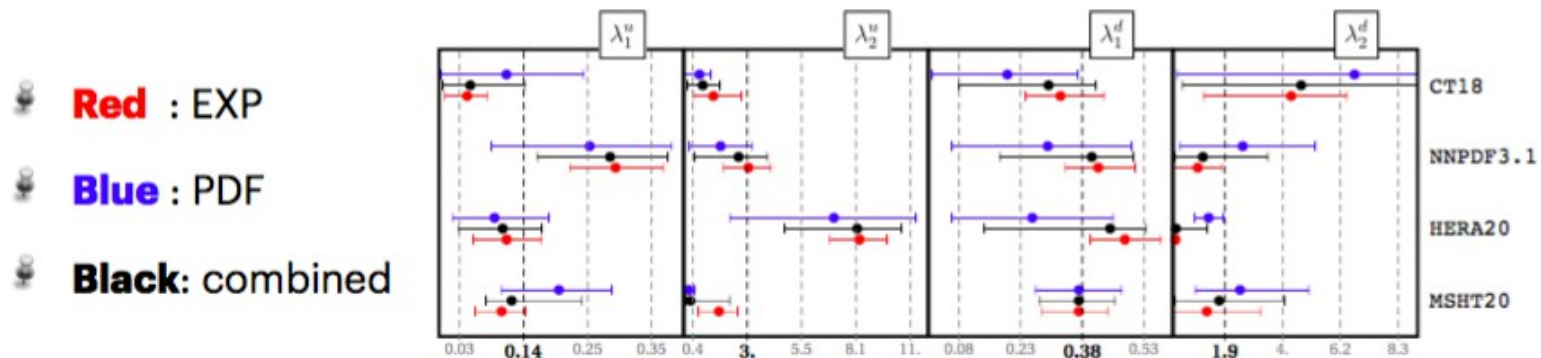 λ₁ᵘ λ₂ᵘ λ₁ᵈ λ₂ᵈ
Red : EXP
Blue : PDF
Black: combined
CT18
NNPDF3.1
HERA20
MSHT20
0.03 0.14 0.25 0.35 0.4 3. 5.5 8.1 11. 0.08 0.23 0.38 0.53 1.9 4. 6.2 8.3